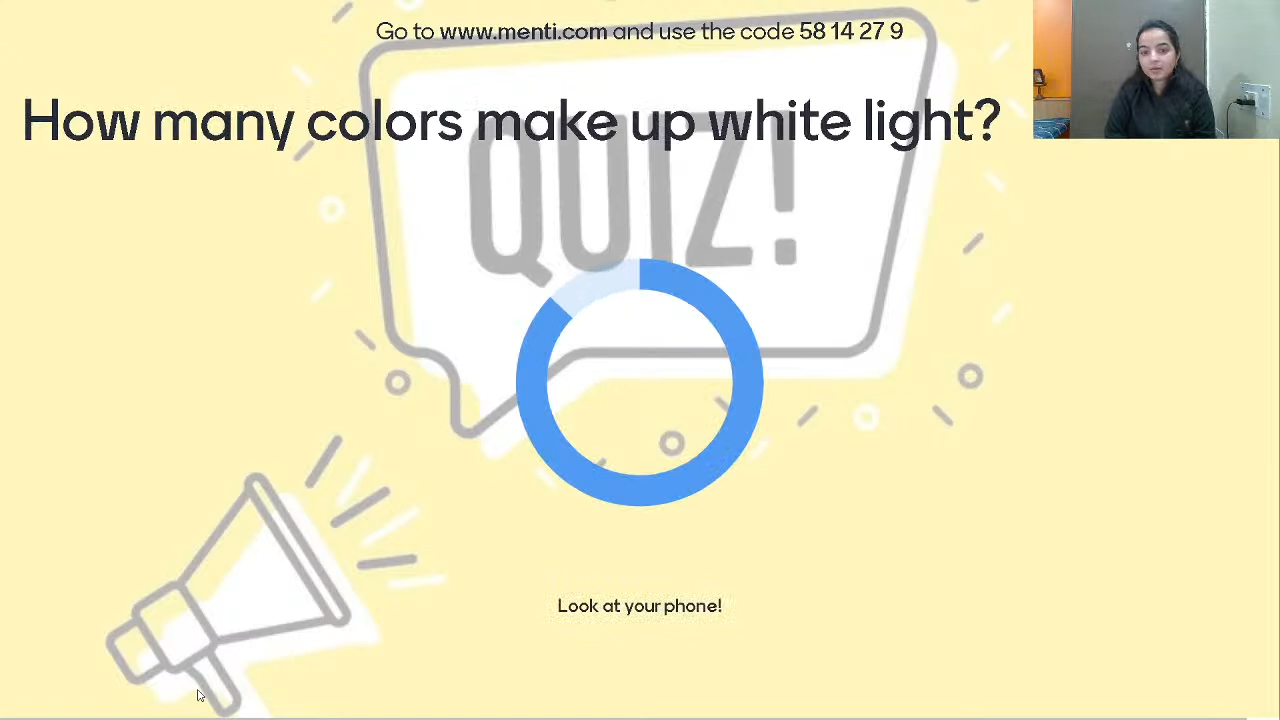 Go to www.menti.com and use the code 58 14 27 9
How many colors make up white light?
QUIZ!
Look at your phone!